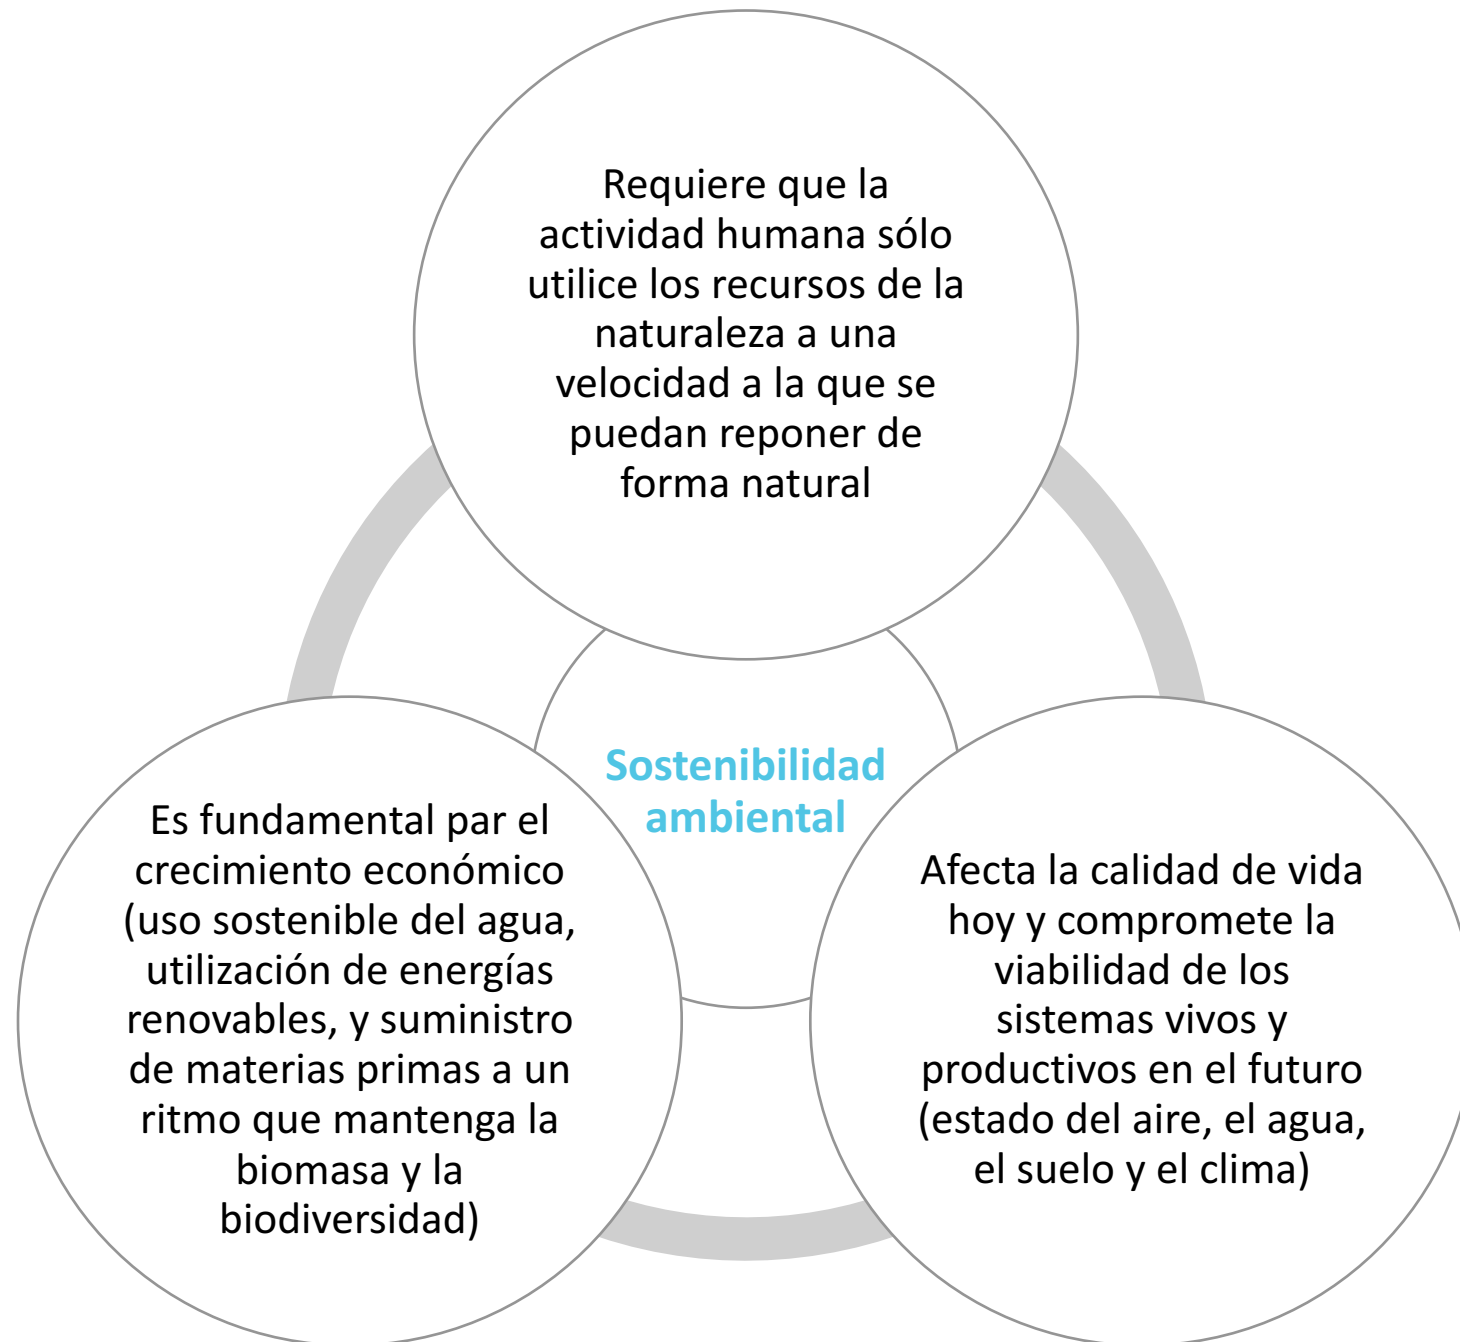 Requiere que la
actividad humana sólo
utilice los recursos de la
naturaleza a una
velocidad a la que se
puedan reponer de
forma natural
Sostenibilidad
ambiental
Es fundamental par el
crecimiento económico
(uso sostenible del agua,
utilización de energías
renovables, y suministro
de materias primas a un
ritmo que mantenga la
biomasa y la
biodiversidad)
Afecta la calidad de vida
hoy y compromete la
viabilidad de los
sistemas vivos y
productivos en el futuro
(estado del aire, el agua,
el suelo y el clima)